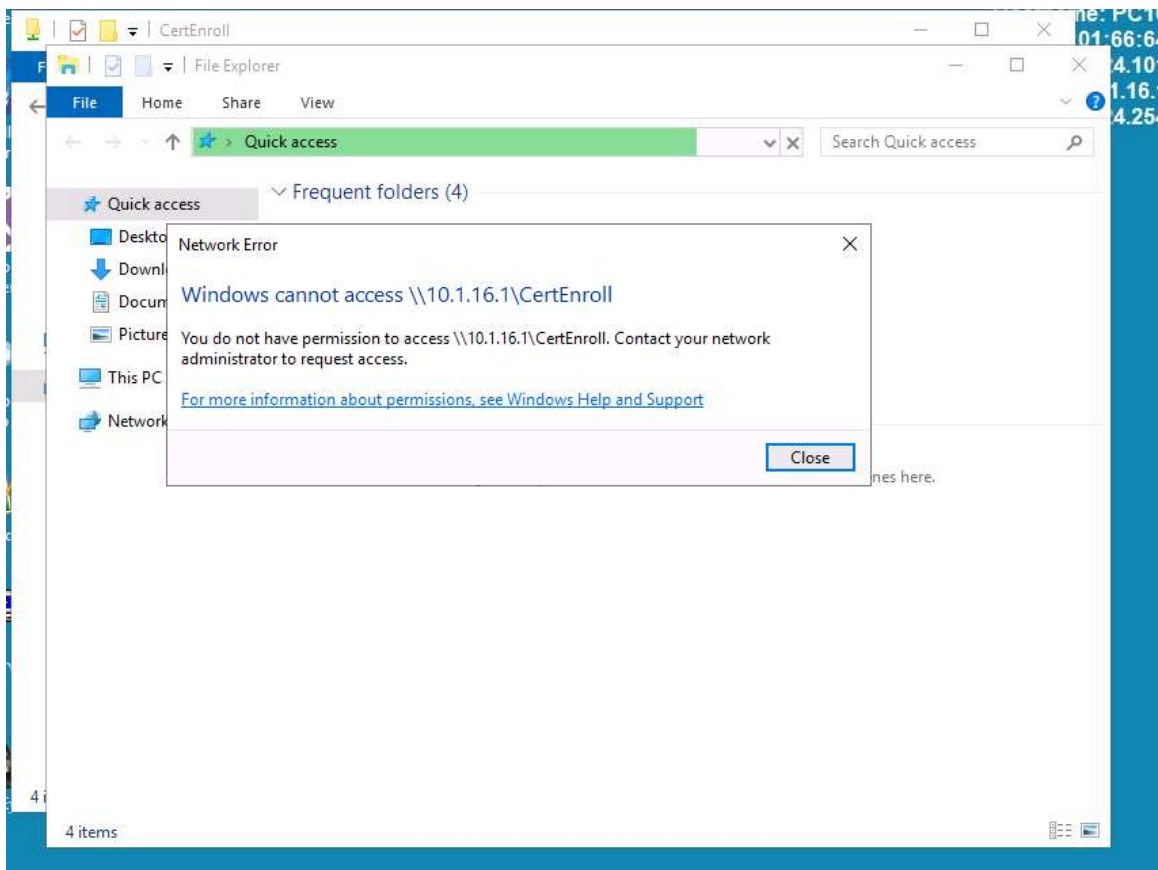 CertEnroll
File Explorer
File Home Share View
Quick access
Search Quick access
Quick access
Frequent folders (4)
Network Error
Windows cannot access \\10.1.16.1\CertEnroll
You do not have permission to access \\10.1.16.1\CertEnroll. Contact your network
administrator to request access.
For more information about permissions, see Windows Help and Support
Close
This PC
Network
here.
4 items